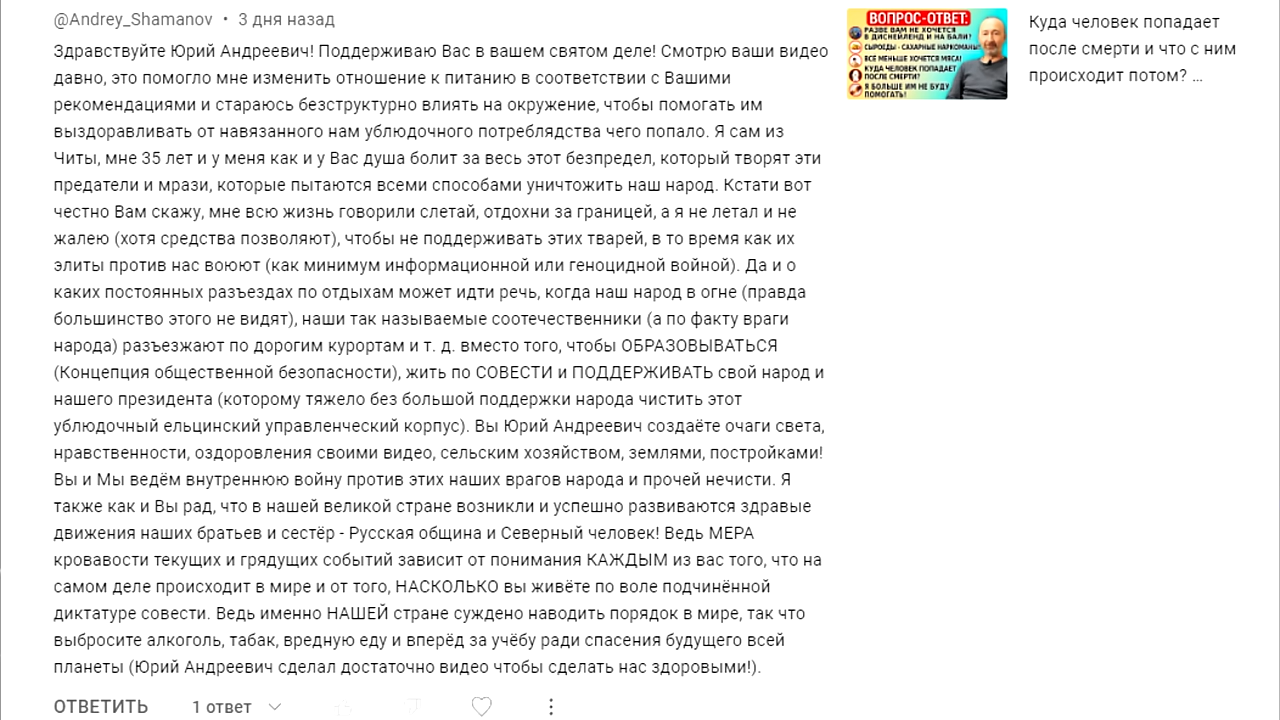 @Andrey_Shamanov • 3 дня назад
Здравствуйте Юрий Андреевич! Поддерживаю Вас в вашем святом деле! Смотрю ваши видео
давно, это помогло мне изменить отношение к питанию в соответствии с Вашими
рекомендациями и стараюсь безструктурно влиять на окружение, чтобы помогать им
выздоравливать от навязанного нам ублюдочного потреблядства чего попало. Я сам из
Читы, мне 35 лет и у меня как и у Вас душа болит за весь этот безпредел, который творят эти
предатели и мрази, которые пытаются всеми способами уничтожить наш народ. Кстати вот
честно Вам скажу, мне всю жизнь говорили слетай, отдохни за границей, а я не летал и не
жалею (хотя средства позволяют), чтобы не поддерживать этих тварей, в то время как их
элиты против нас воюют (как минимум информационной или геноцидной войной). Да и о
каких постоянных разъездах по отдыхам может идти речь, когда наш народ в огне (правда
большинство этого не видят), наши так называемые соотечественники (а по факту враги
народа) разъезжают по дорогим курортам и т. д. вместо того, чтобы ОБРАЗОВЫВАТЬСЯ
(Концепция общественной безопасности), жить по СОВЕСТИ и ПОДДЕРЖИВАТЬ свой народ и
нашего президента (которому тяжело без большой поддержки народа чистить этот
ублюдочный ельцинский управленческий корпус). Вы Юрий Андреевич создаёте очаги света,
нравственности, оздоровления своими видео, сельским хозяйством, землями, постройками!
Вы и Мы ведём внутреннюю войну против этих наших врагов народа и прочей нечисти. Я
также как и Вы рад, что в нашей великой стране возникли и успешно развиваются здравые
движения наших братьев и сестёр - Русская община и Северный человек! Ведь МЕРА
кровавости текущих и грядущих событий зависит от понимания КАЖДЫМ из вас того, что на
самом деле происходит в мире и от того, НАСКОЛЬКО вы живёте по воле подчинённой
диктатуре совести. Ведь именно НАШЕЙ стране суждено наводить порядок в мире, так что
выбросите алкоголь, табак, вредную еду и вперёд за учёбу ради спасения будущего всей
планеты (Юрий Андреевич сделал достаточно видео чтобы сделать нас здоровыми!).
ОТВЕТИТЬ 1 ответ
ВОПРОС-ОТВЕТ:
РАЗВЕ ВАМ НЕ ХОЧЕТСЯ
В ДИСНЕЙЛЕНД И НА БАЛИ?
СЫРОЕДЫ - САХАРНЫЕ НАРКОМАНЫ!
ВСЁ МЕНЬШЕ ХОЧЕТСЯ МЯСА!
КУДА ЧЕЛОВЕК ПОПАДАЕТ
ПОСЛЕ СМЕРТИ?
Я БОЛЬШЕ ИМ НЕ БУДУ
ПОМОГАТЬ!
Куда человек попадает
после смерти и что с ним
происходит потом? ...